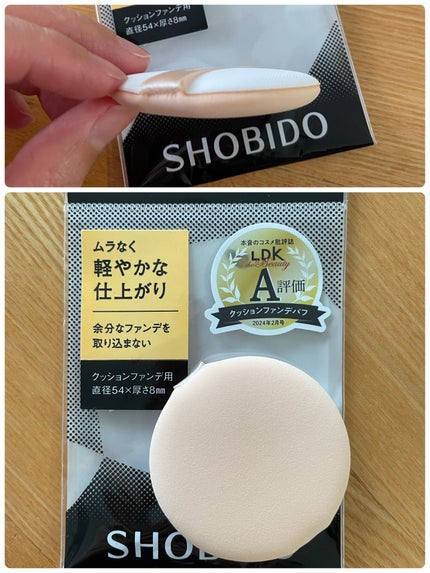 クッションファンデ用
直径54×厚さ8mm
SHOBIDO
ムラなく
軽やかな
仕上がり
余分なファンデを
取り込まない
クッションファンデ用
直径54×厚さ8mm
本音のコスメ批評誌
LDK
the Beauty
A評価
クッションファンデパフ
2024年2月号
SHOBIDO